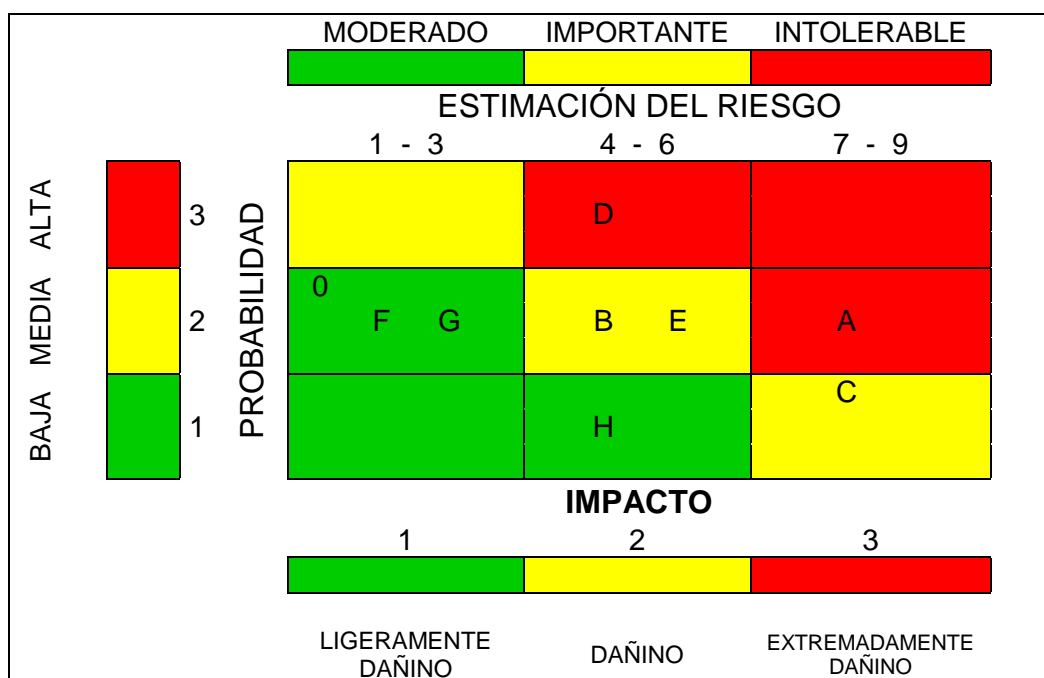 MODERADO IMPORTANTE INTOLERABLE
ESTIMACIÓN DEL RIESGO
1 - 3 4 - 6 7 - 9
BAJA MEDIA ALTA
PROBABILIDAD
3 D
0
2 F G B E A
C
1 H
IMPACTO
1 2 3
LIGERAMENTE DAÑINO
DAÑINO
EXTREMADAMENTE DAÑINO